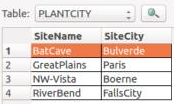 Table: PLANTCITY
SiteName SiteCity
1 BatCave Bulverde
2 GreatPlains Paris
3 NW-Vista Boerne
4 RiverBend FallsCity